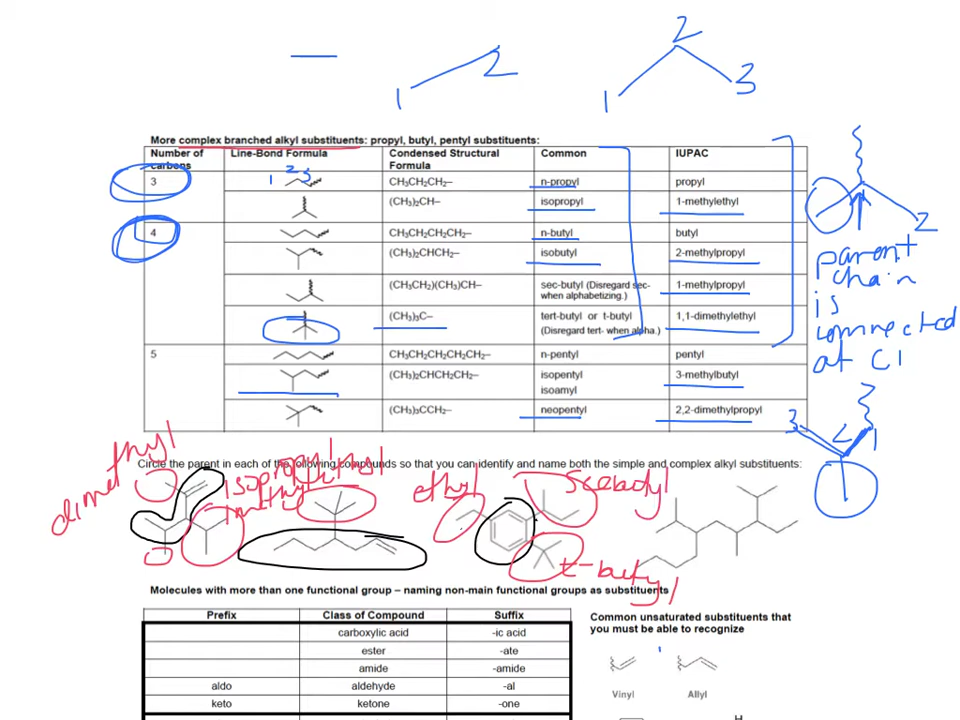 1 2
1 2 3
More complex branched alkyl substituents: propyl, butyl, pentyl substituents:
Number of carbons Line-Bond Formula Condensed Structural Formula Common IUPAC
3 1 2 3 CH3CH2CH2– n-propyl propyl
(CH3)2CH– isopropyl 1-methylethyl
4 CH3CH2CH2CH2– n-butyl butyl
(CH3)2CHCH2– isobutyl 2-methylpropyl
(CH3CH2)(CH3)CH– sec-butyl (Disregard sec- when alphabetizing.) 1-methylpropyl
(CH3)3C– tert-butyl or t-butyl (Disregard tert- when alpha.) 1,1-dimethylethyl
5 CH3CH2CH2CH2CH2– n-pentyl pentyl
(CH3)2CHCH2CH2– isopentyl isoamyl 3-methylbutyl
(CH3)3CCH2– neopentyl 2,2-dimethylpropyl
2
parent
chain
is
connected
at C1
3 2 1
Circle the parent in each of the following compounds so that you can identify and name both the simple and complex alkyl substituents:
dimethyl
isopropyl
ethyl
t-butyl
Molecules with more than one functional group – naming non-main functional groups as substituents
Prefix Class of Compound Suffix
carboxylic acid -ic acid
ester -ate
amide -amide
aldo aldehyde -al
keto ketone -one
Common unsaturated substituents that
you must be able to recognize
Vinyl Allyl
H